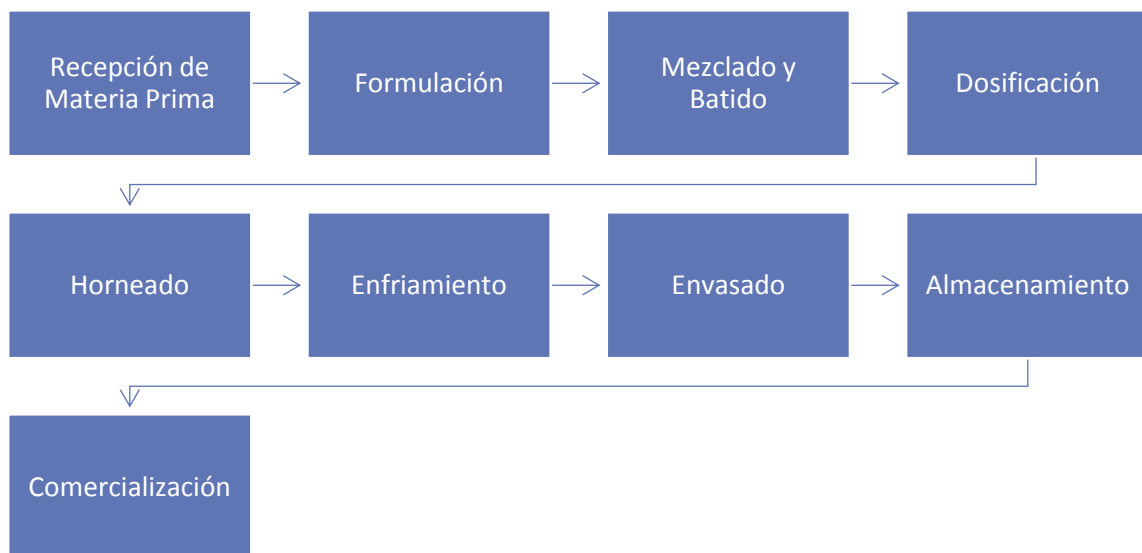 Recepción de
Materia Prima
Formulación
Mezclado y
Batido
Dosificación
Horneado
Enfriamiento
Envasado
Almacenamiento
Comercialización